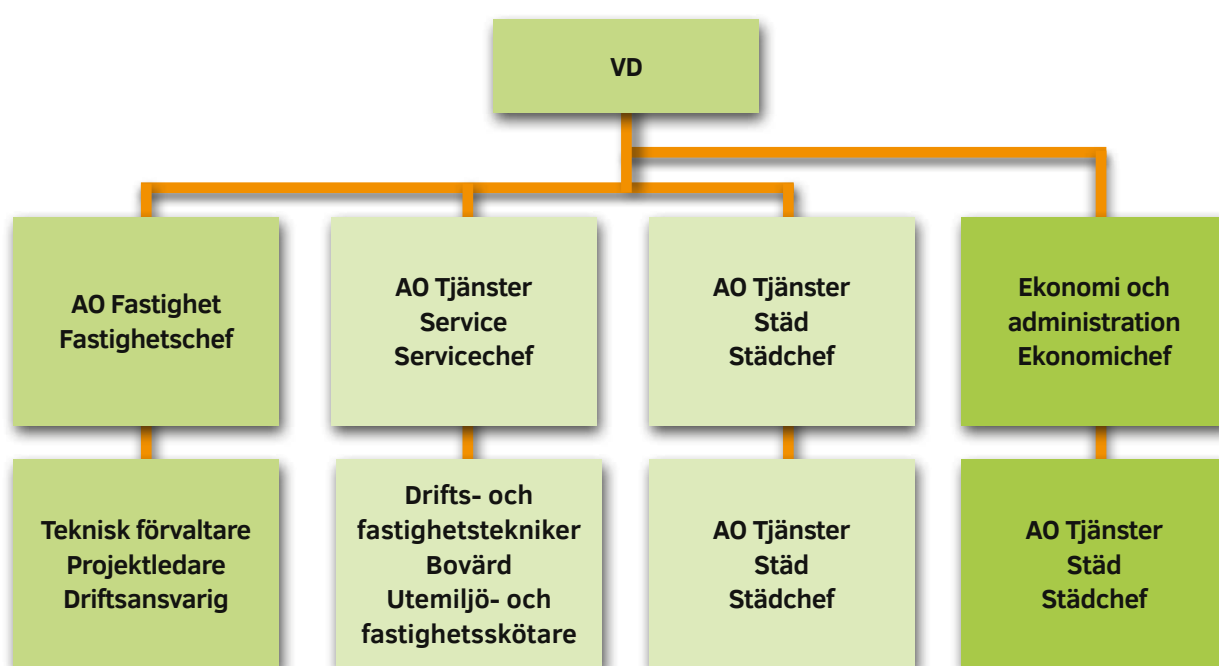 VD
AO Fastighet
Fastighetschef
AO Tjänster
Service
Servicechef
AO Tjänster
Städ
Städchef
Ekonomi och
administration
Ekonomichef
Teknisk förvaltare
Projektledare
Driftsansvarig
Drifts- och
fastighetstekniker
Bovärd
Utemiljö- och
fastighetsskötare
AO Tjänster
Städ
Städchef
AO Tjänster
Städ
Städchef